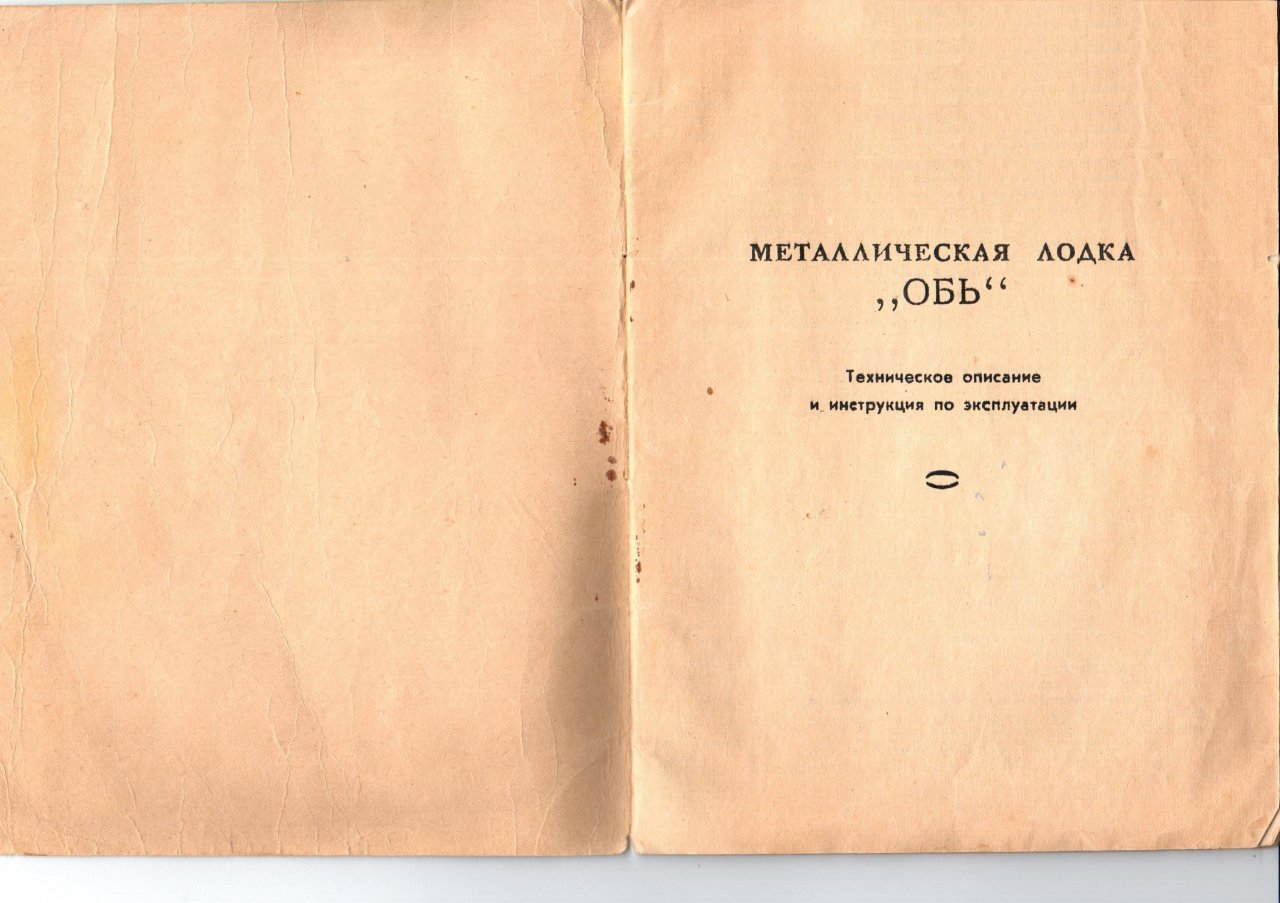 МЕТАЛЛИЧЕСКАЯ ЛОДКА
,,ОБЬ“
Техническое описание
и инструкция по эксплуатации